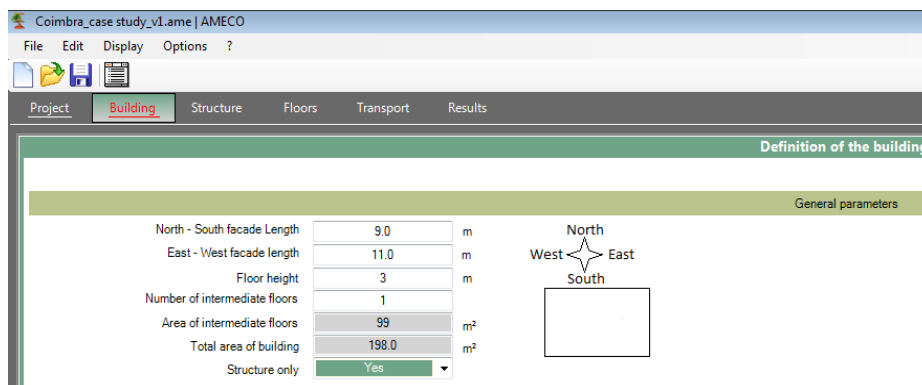 Coimbra_case study_v1.ame | AMECO
File Edit Display Options ?
Project Building Structure Floors Transport Results
Definition of the building
General parameters
North - South facade Length 9.0 m
East - West facade length 11.0 m
Floor height 3 m
Number of intermediate floors 1
Area of intermediate floors 99 m²
Total area of building 198.0 m²
Structure only Yes
North
West East
South